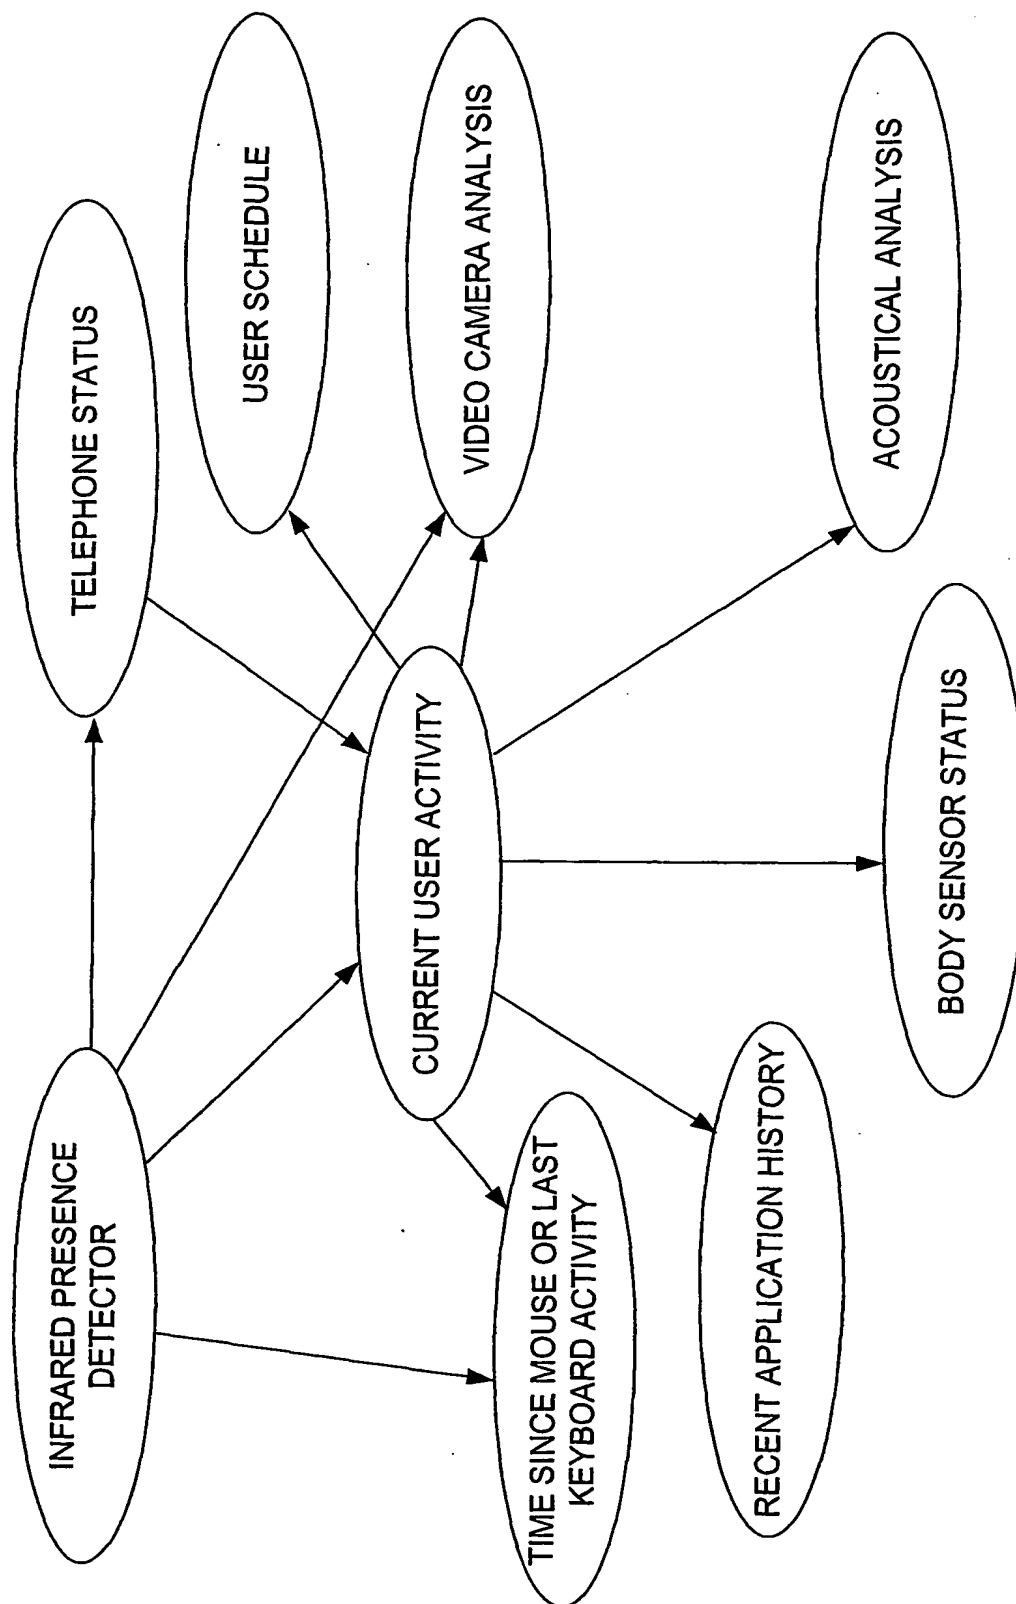 INFRARED PRESENCE
DETECTOR
TELEPHONE STATUS
USER SCHEDULE
VIDEO CAMERA ANALYSIS
CURRENT USER ACTIVITY
TIME SINCE MOUSE OR LAST
KEYBOARD ACTIVITY
RECENT APPLICATION HISTORY
BODY SENSOR STATUS
ACOUSTICAL ANALYSIS